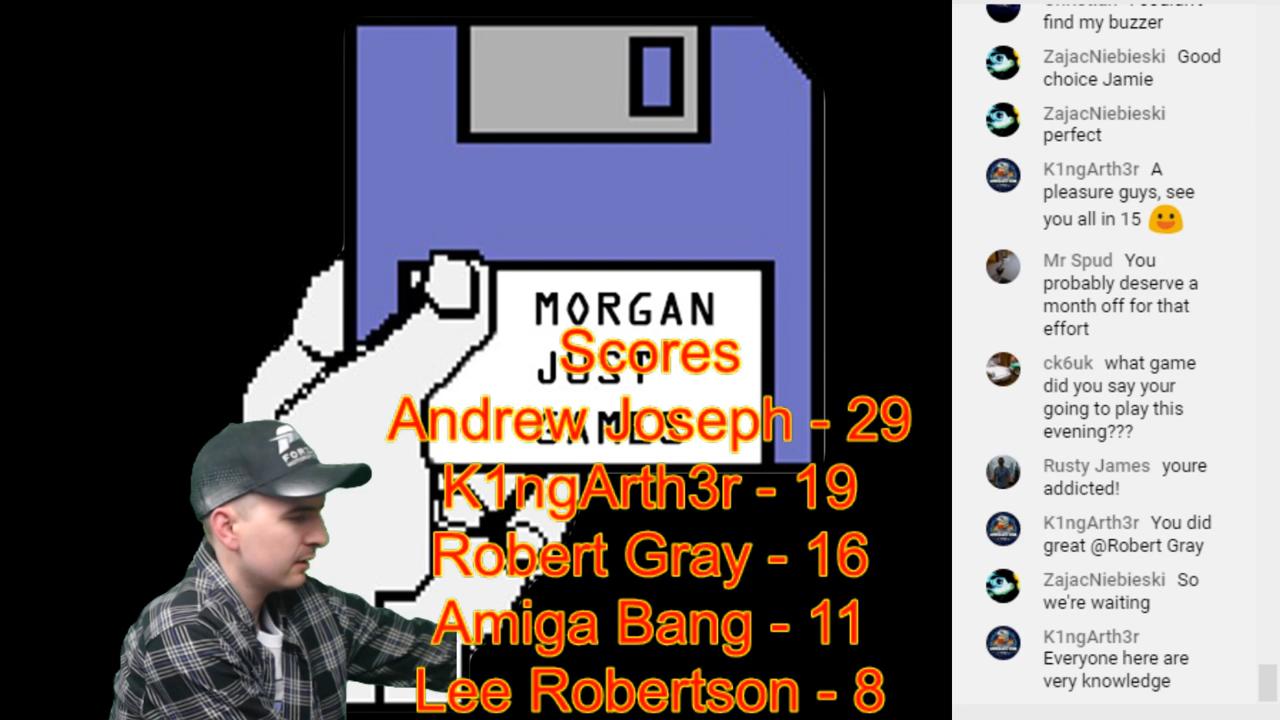 MORGAN
Scores
JUST
Andrew Joseph - 29
GAMES
K1ngArth3r - 19
Robert Gray - 16
Amiga Bang - 11
Lee Robertson - 8
find my buzzer
ZajacNiebieski Good
choice Jamie
ZajacNiebieski
perfect
K1ngArth3r A
pleasure guys, see
you all in 15
Mr Spud You
probably deserve a
month off for that
effort
ck6uk what game
did you say your
going to play this
evening???
Rusty James youre
addicted!
K1ngArth3r You did
great @Robert Gray
ZajacNiebieski So
we're waiting
K1ngArth3r
Everyone here are
very knowledge